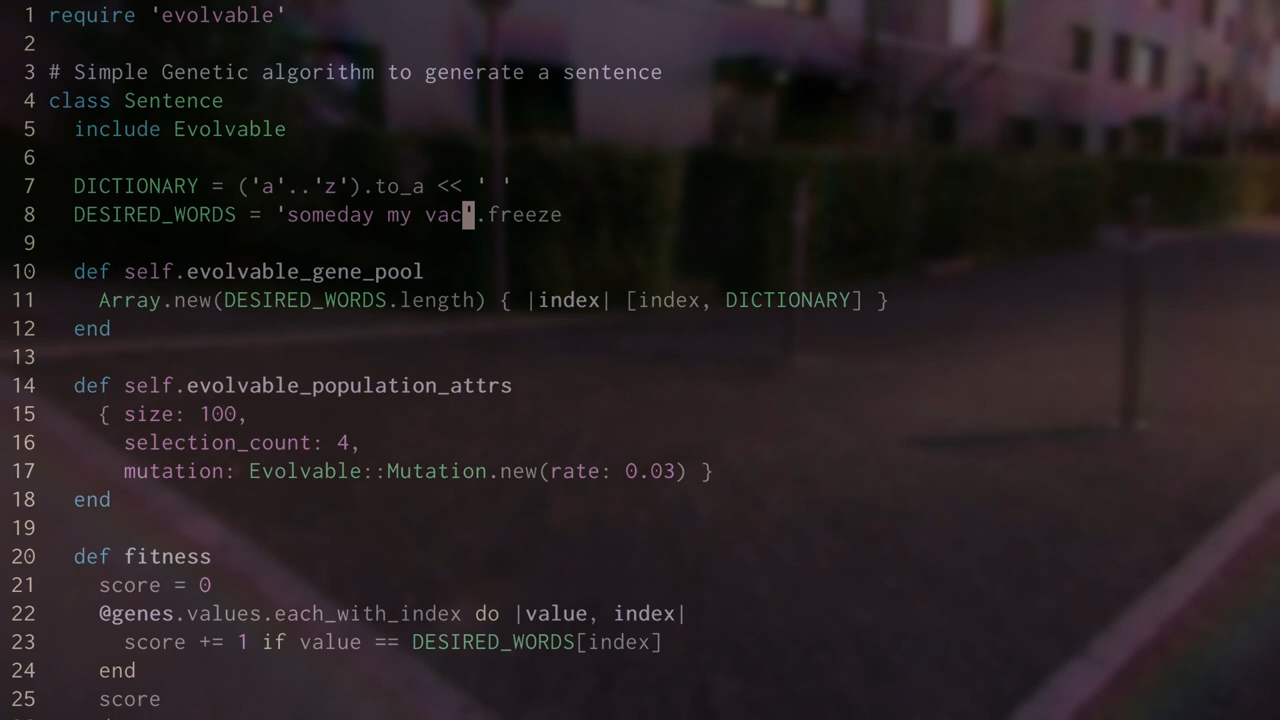 1 require 'evolvable'
2
3 # Simple Genetic algorithm to generate a sentence
4 class Sentence
5   include Evolvable
6
7   DICTIONARY = ('a'..'z').to_a << ' '
8   DESIRED_WORDS = 'someday my vac'.freeze
9
10   def self.evolvable_gene_pool
11     Array.new(DESIRED_WORDS.length) { |index| [index, DICTIONARY] }
12   end
13
14   def self.evolvable_population_attrs
15     { size: 100,
16       selection_count: 4,
17       mutation: Evolvable::Mutation.new(rate: 0.03) }
18   end
19
20   def fitness
21     score = 0
22     @genes.values.each_with_index do |value, index|
23       score += 1 if value == DESIRED_WORDS[index]
24     end
25     score